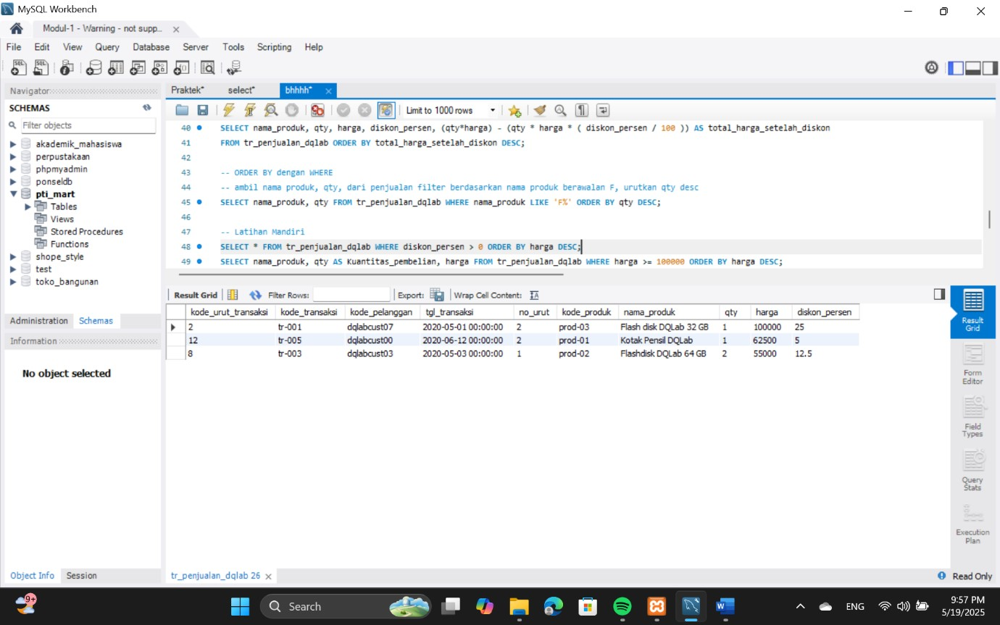 MySQL Workbench
Modul-1 - Warning - not supp...
File Edit View Query Database Server Tools Scripting Help
Navigator
SCHEMAS
Filter objects
akademik_mahasiswa
perpustakaan
phpmyadmin
ponseldb
pti_mart
Tables
Views
Stored Procedures
Functions
shope_style
test
toko_bangunan
Administration Schemas
Information
No object selected
Object Info Session
Praktek* select* bhhhh*
Limit to 1000 rows
40 SELECT nama_produk, qty, harga, diskon_persen, (qty*harga) - (qty * harga * ( diskon_persen / 100 )) AS total_harga_setelah_diskon
41 FROM tr_penjualan_dqlab ORDER BY total_harga_setelah_diskon DESC;
42
43 -- ORDER BY dengan WHERE
44 -- ambil nama produk, qty, dari penjualan filter berdasarkan nama produk berawalan F, urutkan qty desc
45 SELECT nama_produk, qty FROM tr_penjualan_dqlab WHERE nama_produk LIKE 'F%' ORDER BY qty DESC;
46
47 -- Latihan Mandiri
48 SELECT * FROM tr_penjualan_dqlab WHERE diskon_persen > 0 ORDER BY harga DESC;
49 SELECT nama_produk, qty AS Kuantitas_pembelian, harga FROM tr_penjualan_dqlab WHERE harga >= 100000 ORDER BY harga DESC;
Result Grid Filter Rows: Export: Wrap Cell Content:
kode_urut_transaksi kode_transaksi kode_pelanggan tgl_transaksi no_urut kode_produk nama_produk qty harga diskon_persen
2 tr-001 dqlabcust07 2020-05-01 00:00:00 2 prod-03 Flash disk DQLab 32 GB 1 100000 25
12 tr-005 dqlabcust00 2020-06-12 00:00:00 2 prod-01 Kotak Pensil DQLab 1 62500 5
8 tr-003 dqlabcust03 2020-05-03 00:00:00 1 prod-02 Flashdisk DQLab 64 GB 2 55000 12.5
Result
Grid
Form
Editor
Field
Types
Query
Stats
Execution
Plan
tr_penjualan_dqlab 26
Read Only
9+
Search
ENG
9:57 PM
5/19/2025